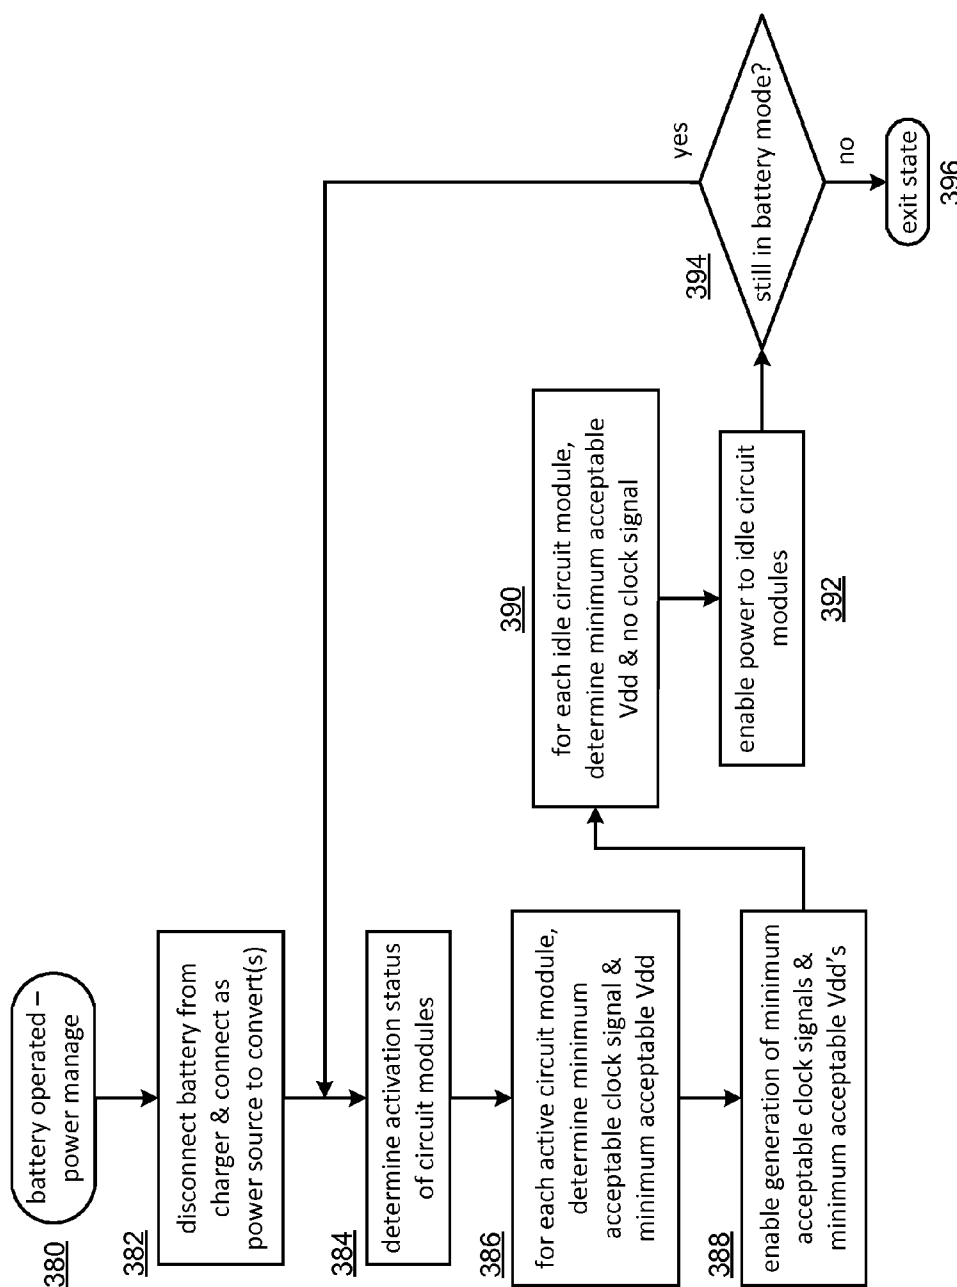 380
battery operated –
power manage
382
disconnect battery from
charger & connect as
power source to convert(s)
384
determine activation status
of circuit modules
386
for each active circuit module,
determine minimum
acceptable clock signal &
minimum acceptable Vdd
388
enable generation of minimum
acceptable clock signals &
minimum acceptable Vdd's
390
for each idle circuit module,
determine minimum acceptable
Vdd & no clock signal
enable power to idle circuit
modules
392
394
still in battery mode?
yes
no
exit state
396